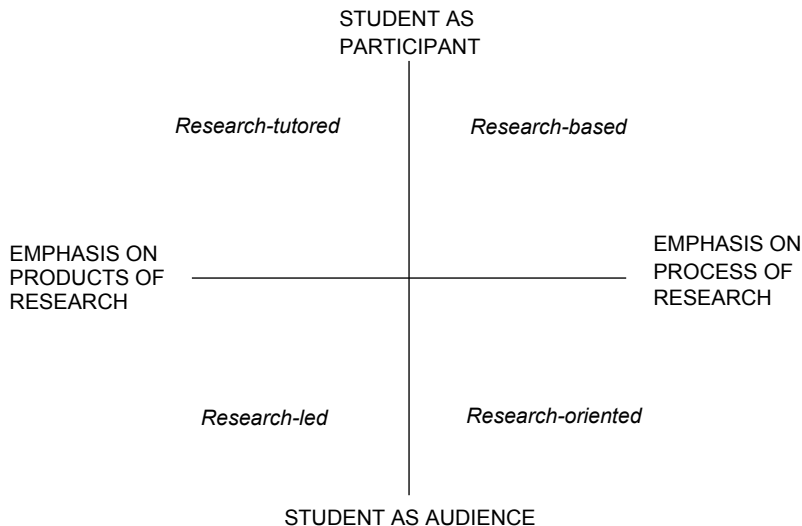 STUDENT AS
PARTICIPANT
Research-tutored
Research-based
EMPHASIS ON
PRODUCTS OF
RESEARCH
EMPHASIS ON
PROCESS OF
RESEARCH
Research-led
Research-oriented
STUDENT AS AUDIENCE